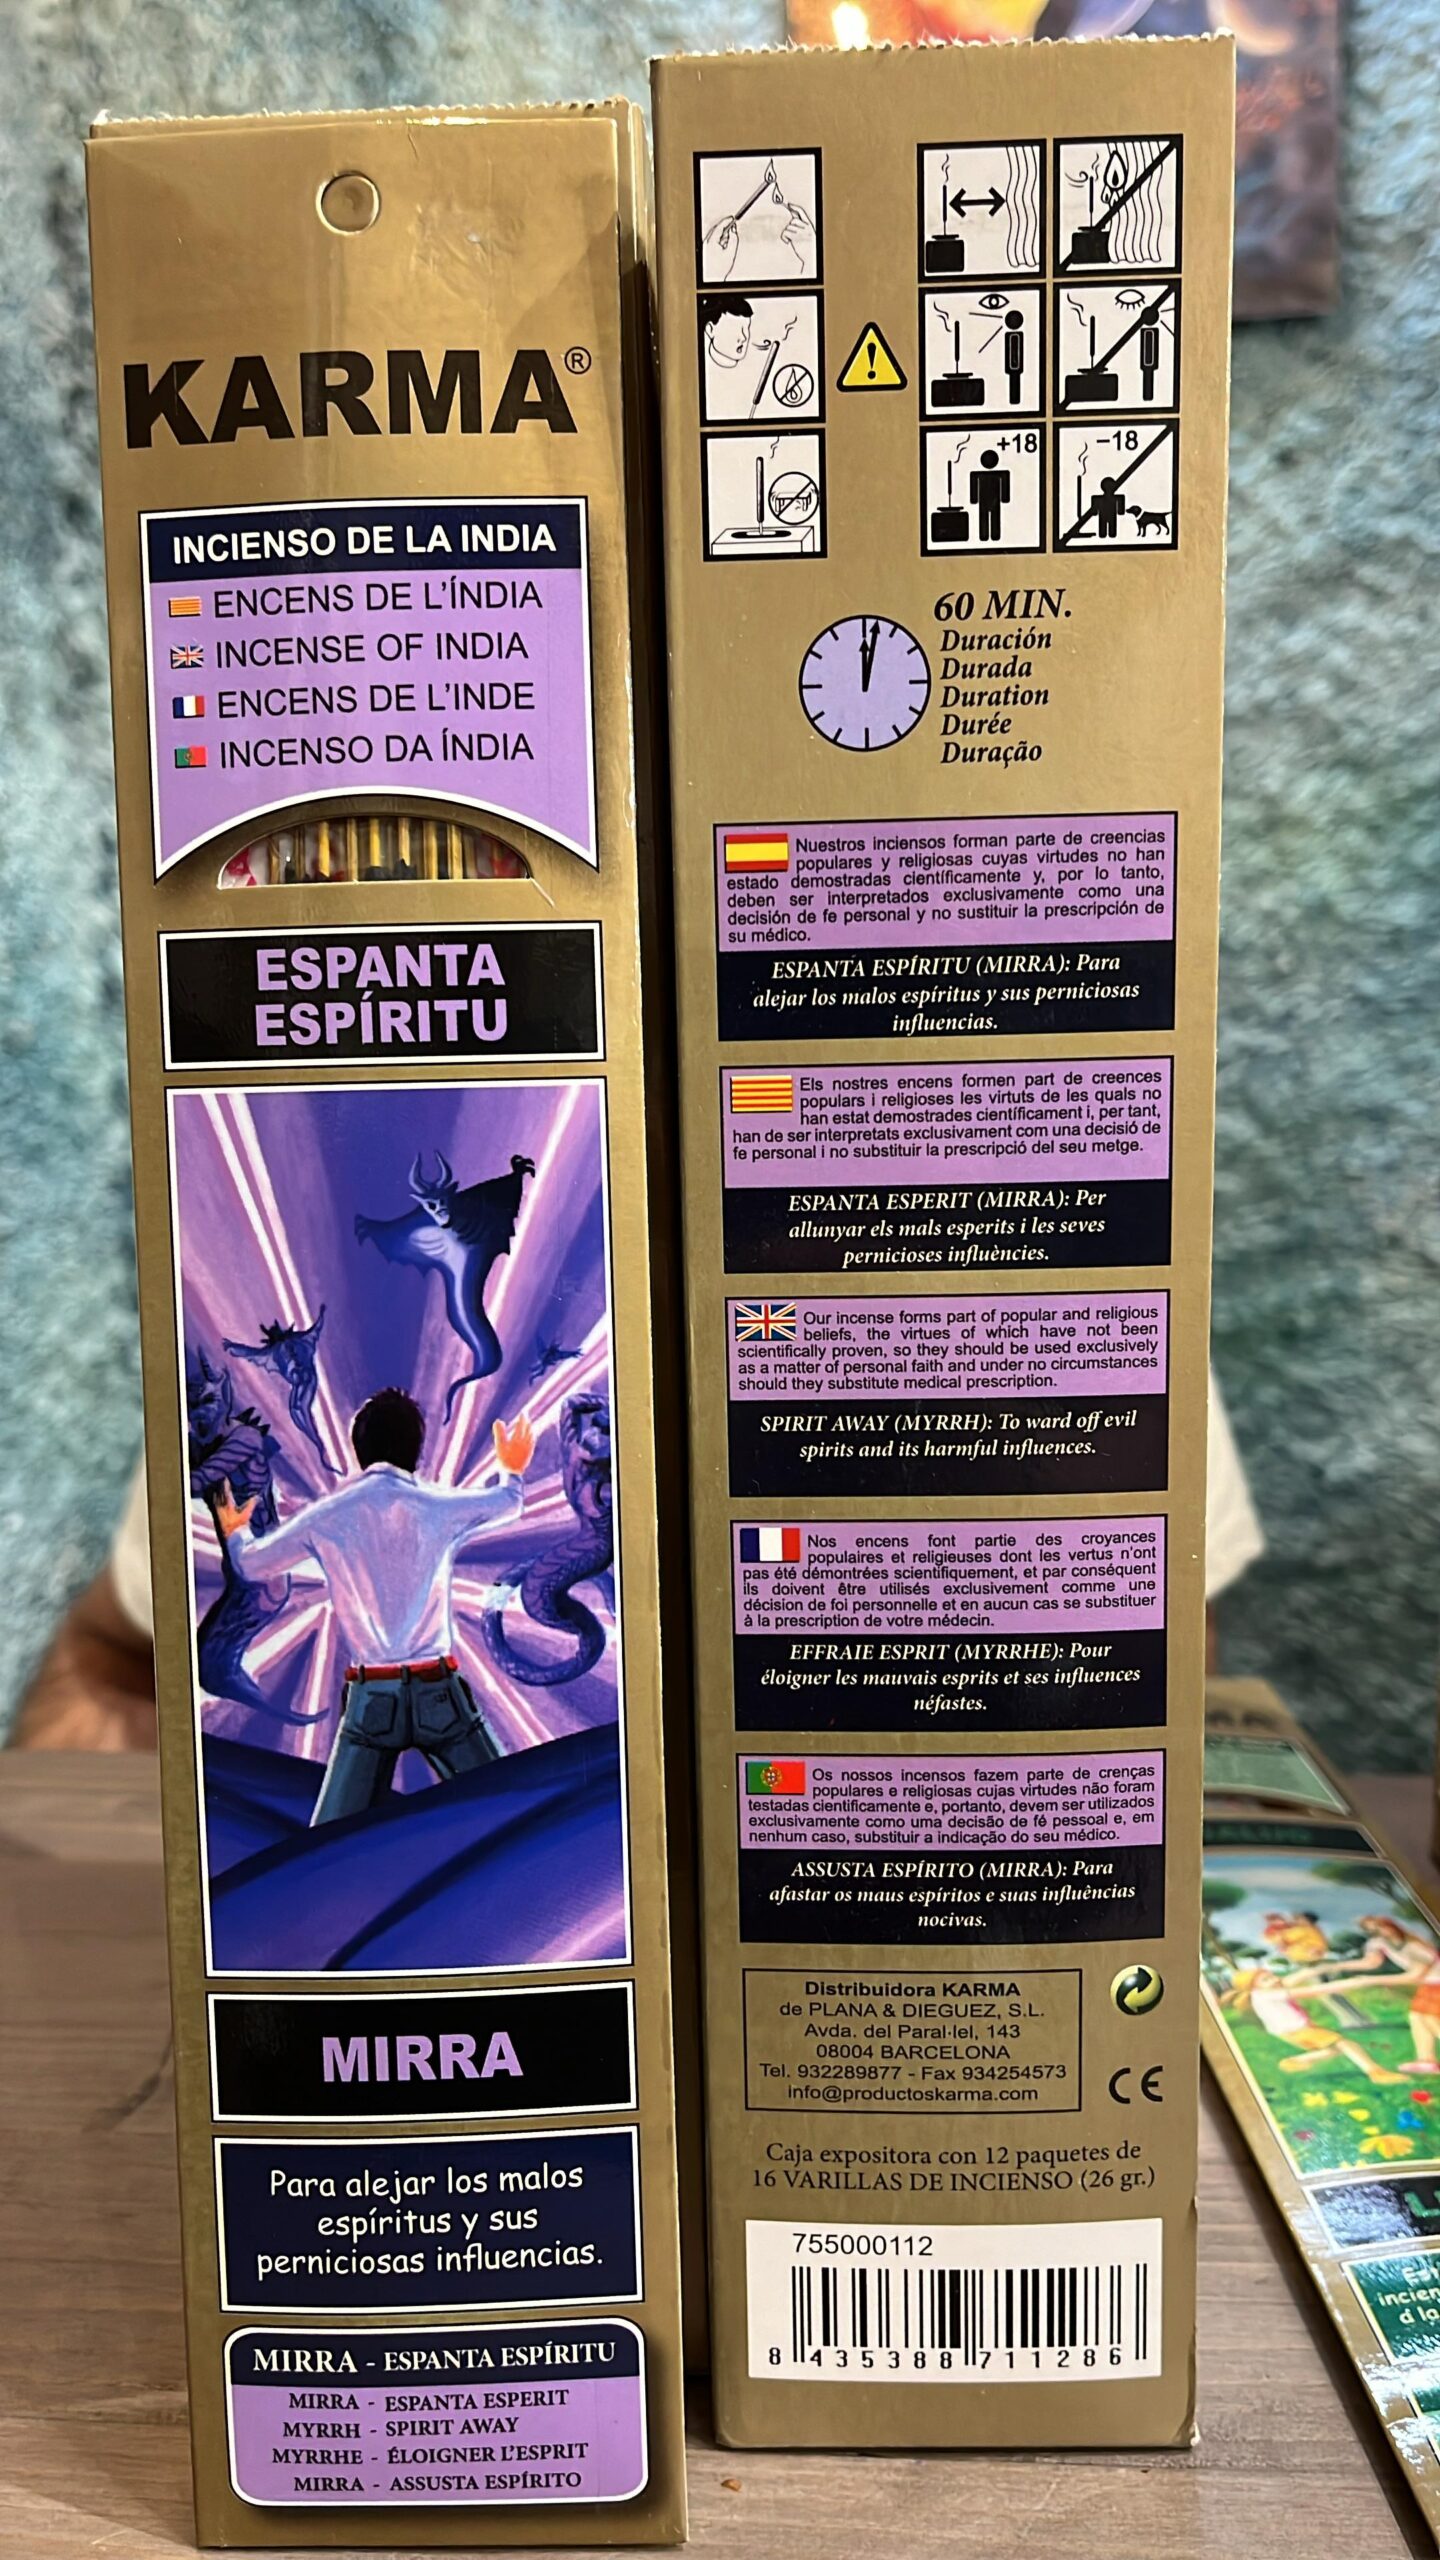 KARMA®
INCIENSO DE LA INDIA
ENCENS DE L'ÍNDIA
INCENSE OF INDIA
ENCENS DE L'INDE
INCENSO DA ÍNDIA
ESPANTA
ESPÍRITU
MIRRA
Para alejar los malos
espíritus y sus
perniciosas influencias.
MIRRA - ESPANTA ESPÍRITU
MIRRA - ESPANTA ESPERIT
MYRRH - SPIRIT AWAY
MYRRHE - ÉLOIGNER L'ESPRIT
MIRRA - ASSUSTA ESPÍRITO
+18
-18
60 MIN.
Duración
Durada
Duration
Durée
Duração
Nuestros inciensos forman parte de creencias
populares y religiosas cuyas virtudes no han
estado demostradas científicamente y, por lo tanto,
deben ser interpretados exclusivamente como una
decisión de fe personal y no sustituir la prescripción de
su médico.
ESPANTA ESPÍRITU (MIRRA): Para
alejar los malos espíritus y sus perniciosas
influencias.
Els nostres encens formen part de creences
populars i religioses les virtuts de les quals no
han estat demostrades científicament i, per tant,
han de ser interpretats exclusivament com una decisió de
fe personal i no substituir la prescripció del seu metge.
ESPANTA ESPERIT (MIRRA): Per
allunyar els mals esperits i les seves
pernicioses influències.
Our incense forms part of popular and religious
beliefs, the virtues of which have not been
scientifically proven, so they should be used exclusively
as a matter of personal faith and under no circumstances
should they substitute medical prescription.
SPIRIT AWAY (MYRRH): To ward off evil
spirits and its harmful influences.
Nos encens font partie des croyances
populaires et religieuses dont les vertus n'ont
pas été démontrées scientifiquement, et par conséquent
ils doivent être utilisés exclusivement comme une
décision de foi personnelle et en aucun cas se substituer
à la prescription de votre médecin.
EFFRAIE ESPRIT (MYRRHE): Pour
éloigner les mauvais esprits et ses influences
néfastes.
Os nossos incensos fazem parte de crenças
populares e religiosas cujas virtudes não foram
testadas cientificamente e, portanto, devem ser utilizados
exclusivamente como uma decisão de fé pessoal e, em
nenhum caso, substituir a indicação do seu médico.
ASSUSTA ESPÍRITO (MIRRA): Para
afastar os maus espíritos e suas influências
nocivas.
Distribuidora KARMA
de PLANA & DIEGUEZ, S.L.
Avda. del Paral·lel, 143
08004 BARCELONA
Tel. 932289877 - Fax 934254573
info@productoskarma.com
CE
Caja expositora con 12 paquetes de
16 VARILLAS DE INCIENSO (26 gr.)
755000112
8 435388 711286